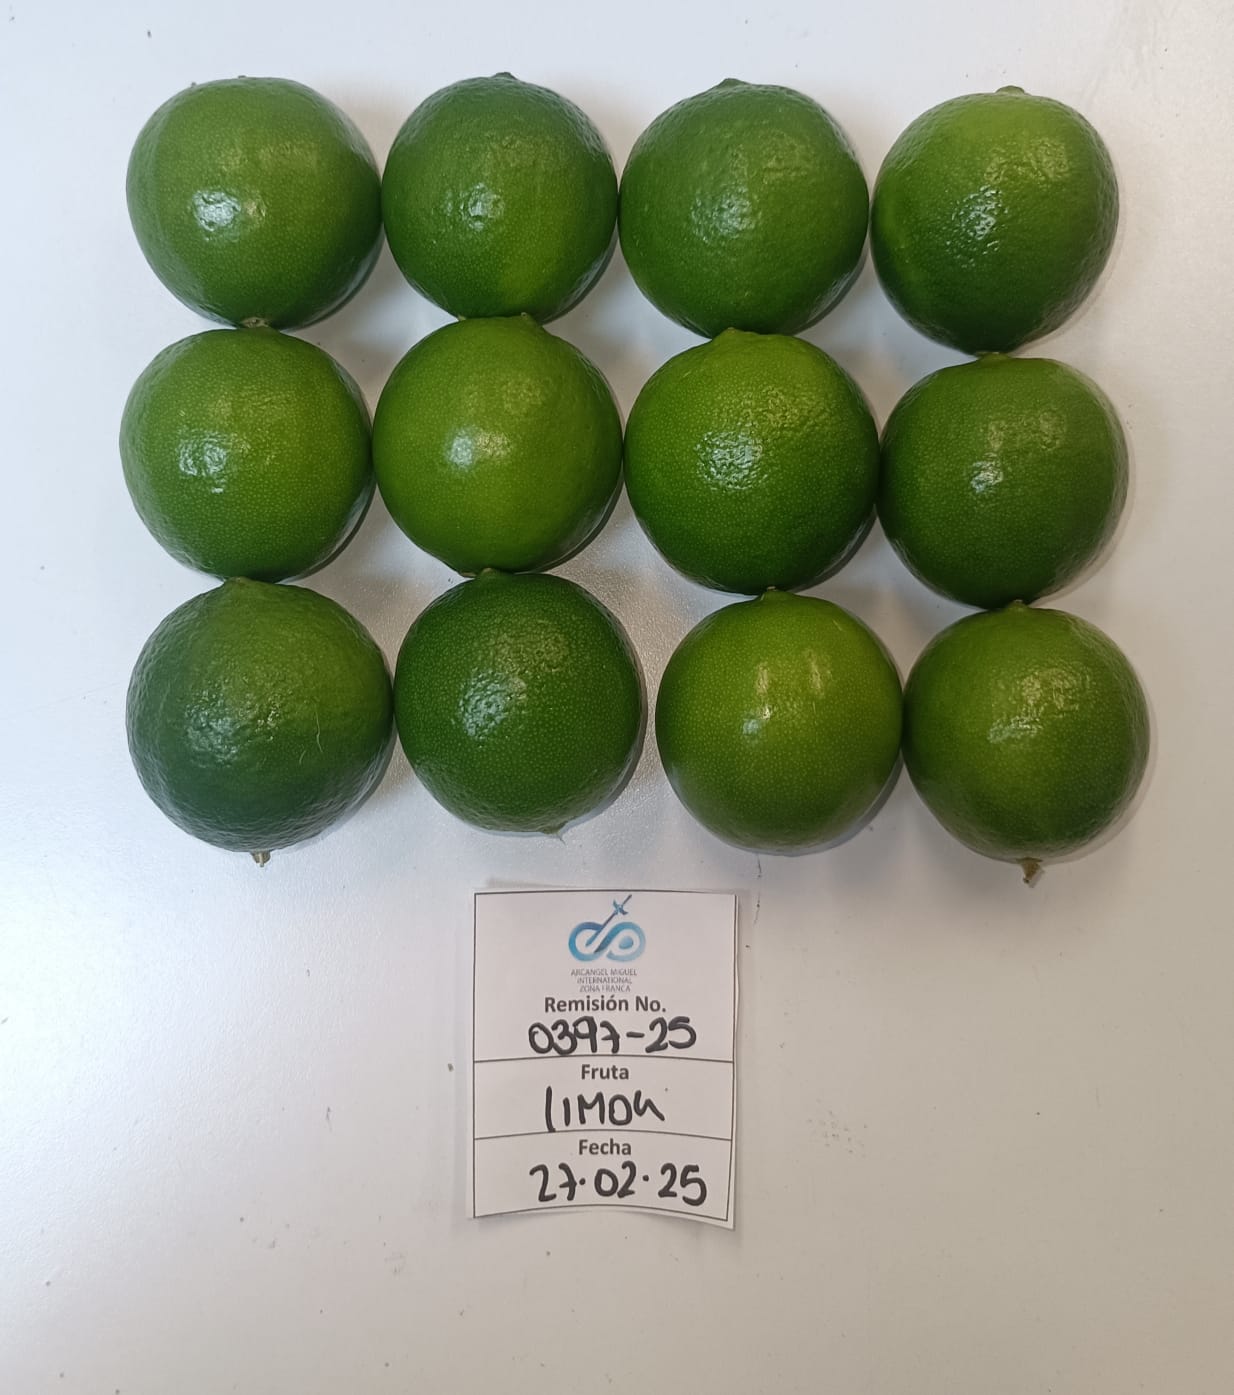 ARCANGEL MIGUEL
INTERNATIONAL
ZONA FRANCA
Remisión No.
0397-25
Fruta
LIMON
Fecha
27.02.25